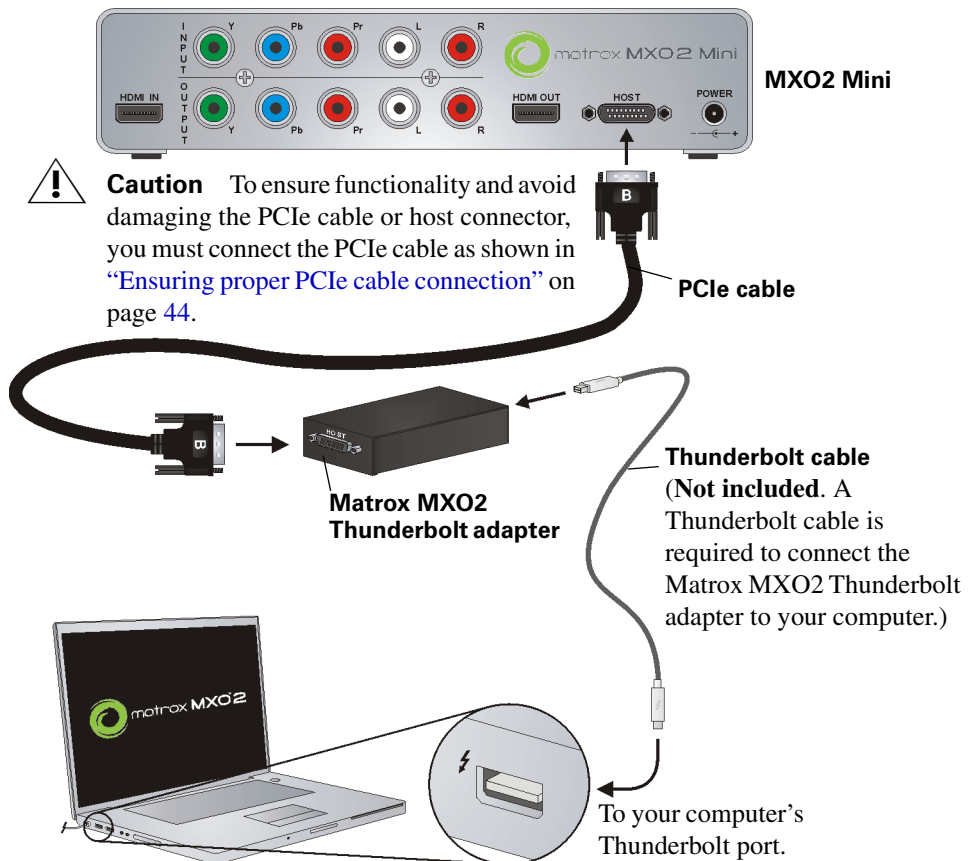 INPUT
Y
Pb
Pr
L
R
matrox MXO2 Mini
MXO2 Mini
HDMI IN
OUTPUT
Y
Pb
Pr
L
R
HDMI OUT
HOST
POWER
- +
B
! Caution To ensure functionality and avoid
damaging the PCIe cable or host connector,
you must connect the PCIe cable as shown in
“Ensuring proper PCIe cable connection” on
page 44.
PCIe cable
B
HOST
Matrox MXO2
Thunderbolt adapter
Thunderbolt cable
(Not included. A
Thunderbolt cable is
required to connect the
Matrox MXO2 Thunderbolt
adapter to your computer.)
matrox MXO2
To your computer’s
Thunderbolt port.